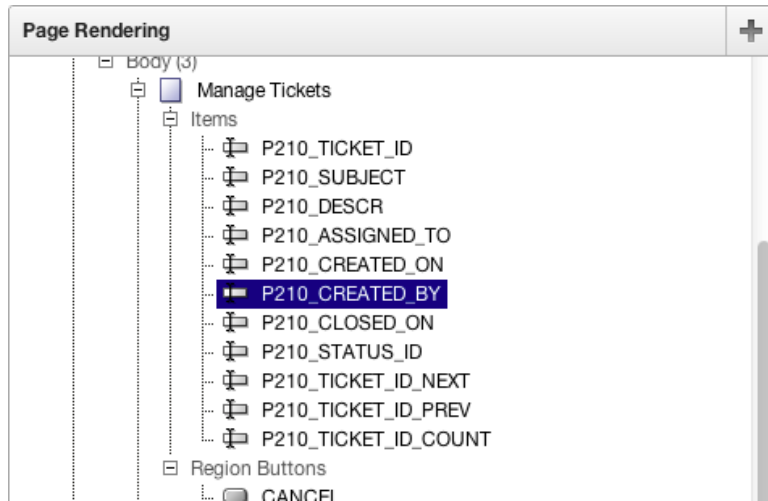 Page Rendering
Body (3)
Manage Tickets
Items
P210_TICKET_ID
P210_SUBJECT
P210_DESCR
P210_ASSIGNED_TO
P210_CREATED_ON
P210_CREATED_BY
P210_CLOSED_ON
P210_STATUS_ID
P210_TICKET_ID_NEXT
P210_TICKET_ID_PREV
P210_TICKET_ID_COUNT
Region Buttons
CANCEL